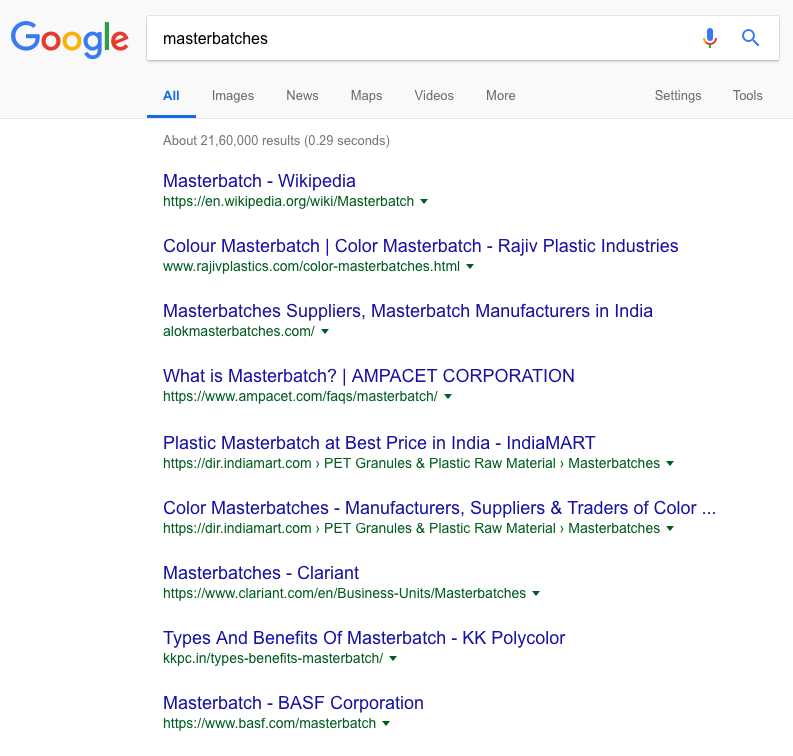 Google
masterbatches
All Images News Maps Videos More Settings Tools
About 21,60,000 results (0.29 seconds)
Masterbatch - Wikipedia
https://en.wikipedia.org/wiki/Masterbatch
Colour Masterbatch | Color Masterbatch - Rajiv Plastic Industries
www.rajivplastics.com/color-masterbatches.html
Masterbatches Suppliers, Masterbatch Manufacturers in India
alokmasterbatches.com/
What is Masterbatch? | AMPACET CORPORATION
https://www.ampacet.com/faqs/masterbatch/
Plastic Masterbatch at Best Price in India - IndiaMART
https://dir.indiamart.com › PET Granules & Plastic Raw Material › Masterbatches
Color Masterbatches - Manufacturers, Suppliers & Traders of Color ...
https://dir.indiamart.com › PET Granules & Plastic Raw Material › Masterbatches
Masterbatches - Clariant
https://www.clariant.com/en/Business-Units/Masterbatches
Types And Benefits Of Masterbatch - KK Polycolor
kkpc.in/types-benefits-masterbatch/
Masterbatch - BASF Corporation
https://www.basf.com/masterbatch